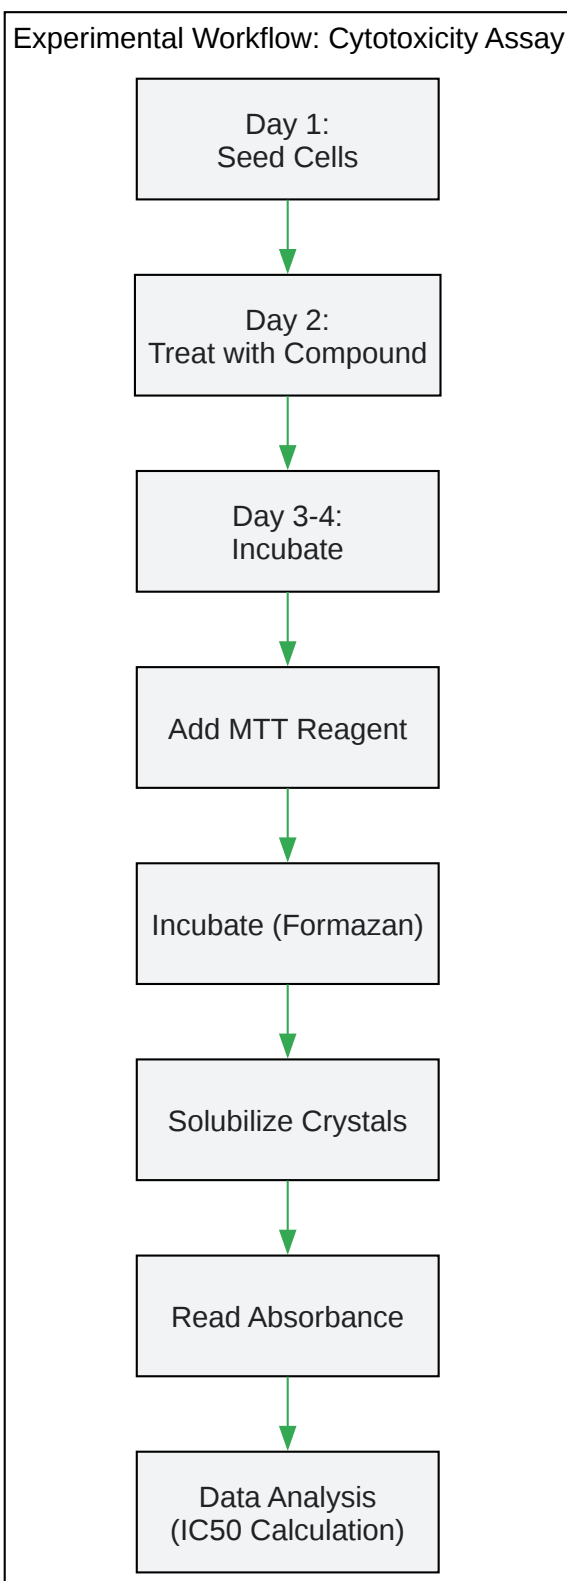 Experimental Workflow: Cytotoxicity Assay
Day 1:
Seed Cells
Day 2:
Treat with Compound
Day 3-4:
Incubate
Add MTT Reagent
Incubate (Formazan)
Solubilize Crystals
Read Absorbance
Data Analysis
(IC50 Calculation)